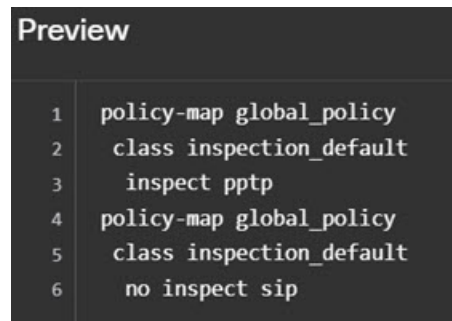 Preview
1 policy-map global_policy
2 class inspection_default
3 inspect pptp
4 policy-map global_policy
5 class inspection_default
6 no inspect sip